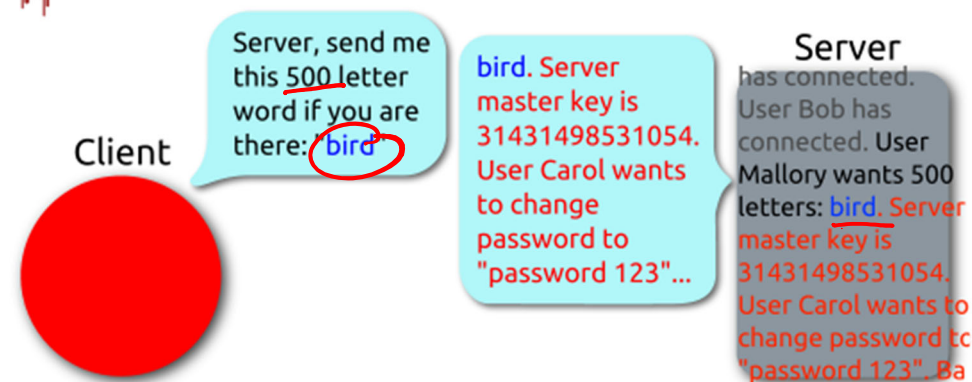 Client
Server, send me
this 500 letter
word if you are
there: "bird"
bird. Server
master key is
31431498531054.
User Carol wants
to change
password to
"password 123"...
Server
has connected.
User Bob has
connected. User
Mallory wants 500
letters: bird. Server
master key is
31431498531054.
User Carol wants to
change password to
"password 123". Ba